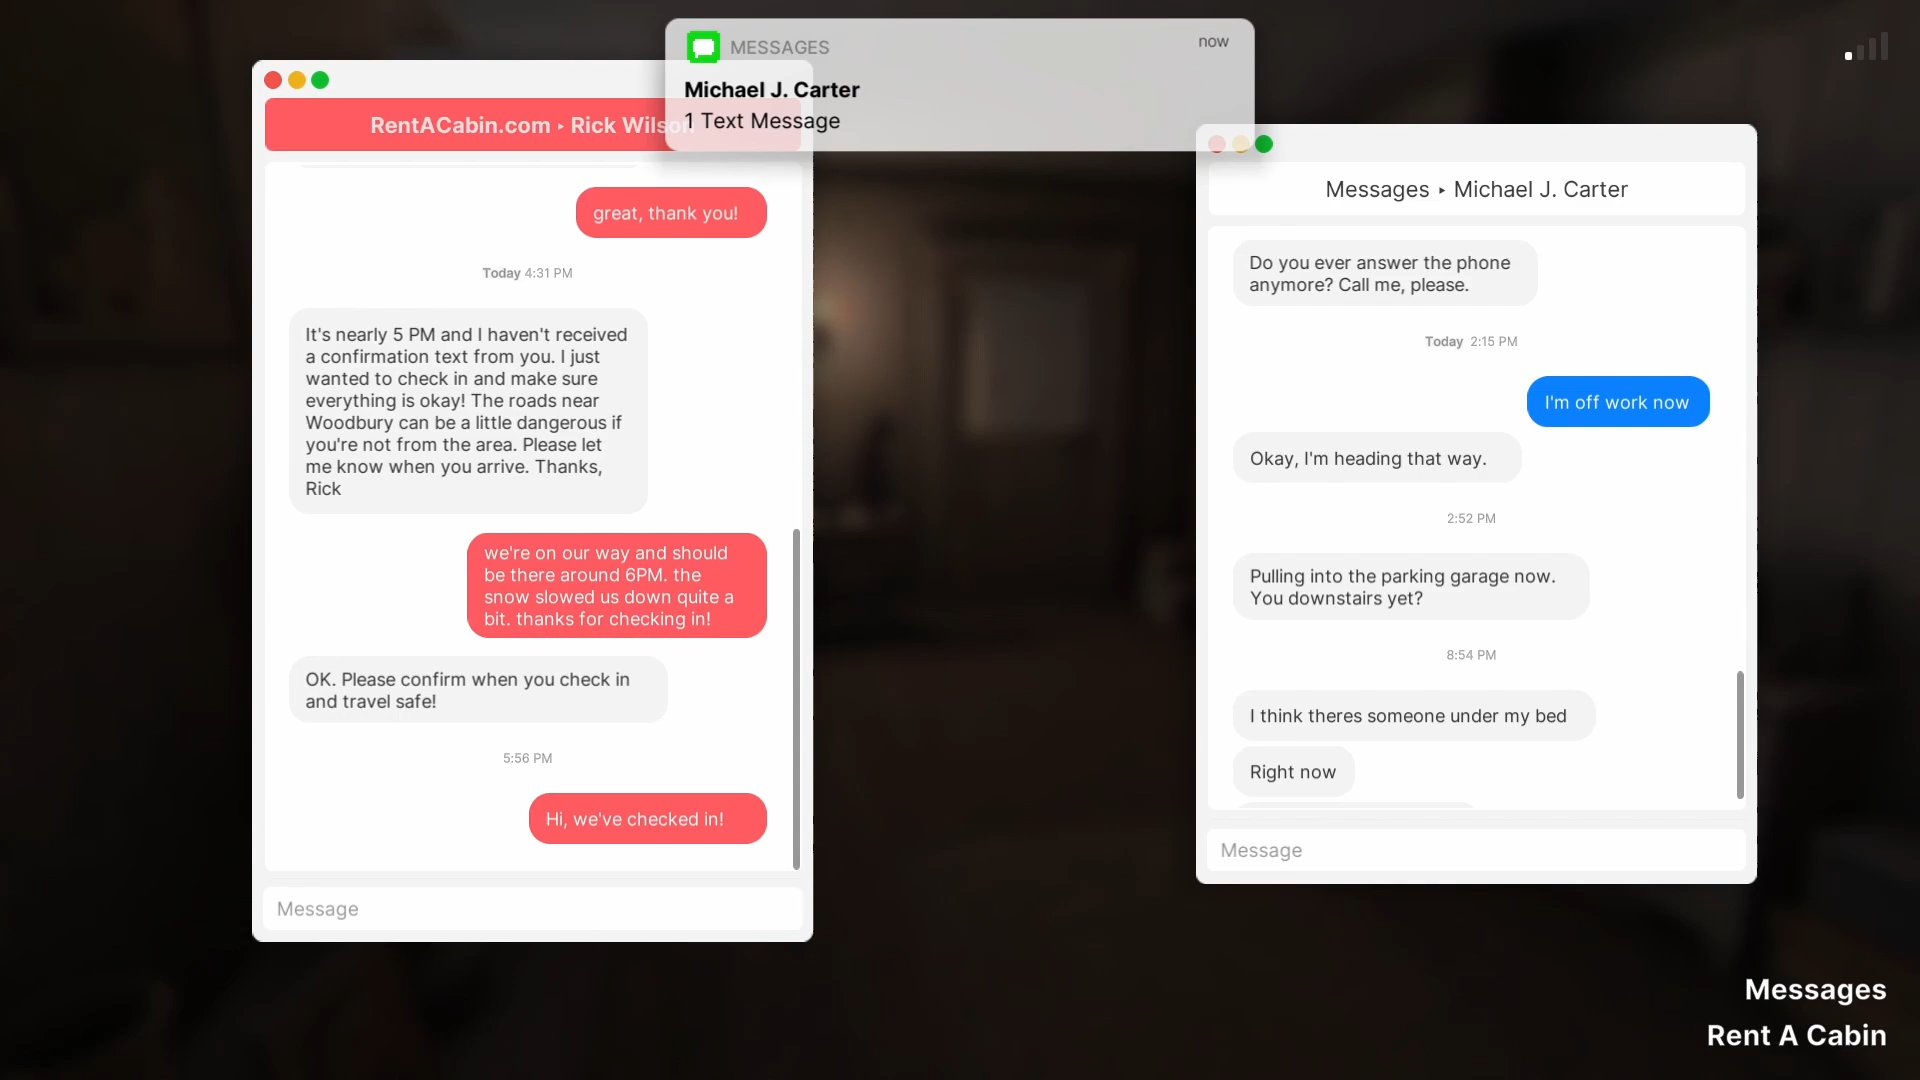 MESSAGES
now
Michael J. Carter
1 Text Message
RentACabin.com ‣ Rick Wilson
great, thank you!
Today 4:31 PM
It's nearly 5 PM and I haven't received
a confirmation text from you. I just
wanted to check in and make sure
everything is okay! The roads near
Woodbury can be a little dangerous if
you're not from the area. Please let
me know when you arrive. Thanks,
Rick
we're on our way and should
be there around 6PM. the
snow slowed us down quite a
bit. thanks for checking in!
OK. Please confirm when you check in
and travel safe!
5:56 PM
Hi, we've checked in!
Message
Messages ‣ Michael J. Carter
Do you ever answer the phone
anymore? Call me, please.
Today 2:15 PM
I'm off work now
Okay, I'm heading that way.
2:52 PM
Pulling into the parking garage now.
You downstairs yet?
8:54 PM
I think theres someone under my bed
Right now
Message
Messages
Rent A Cabin